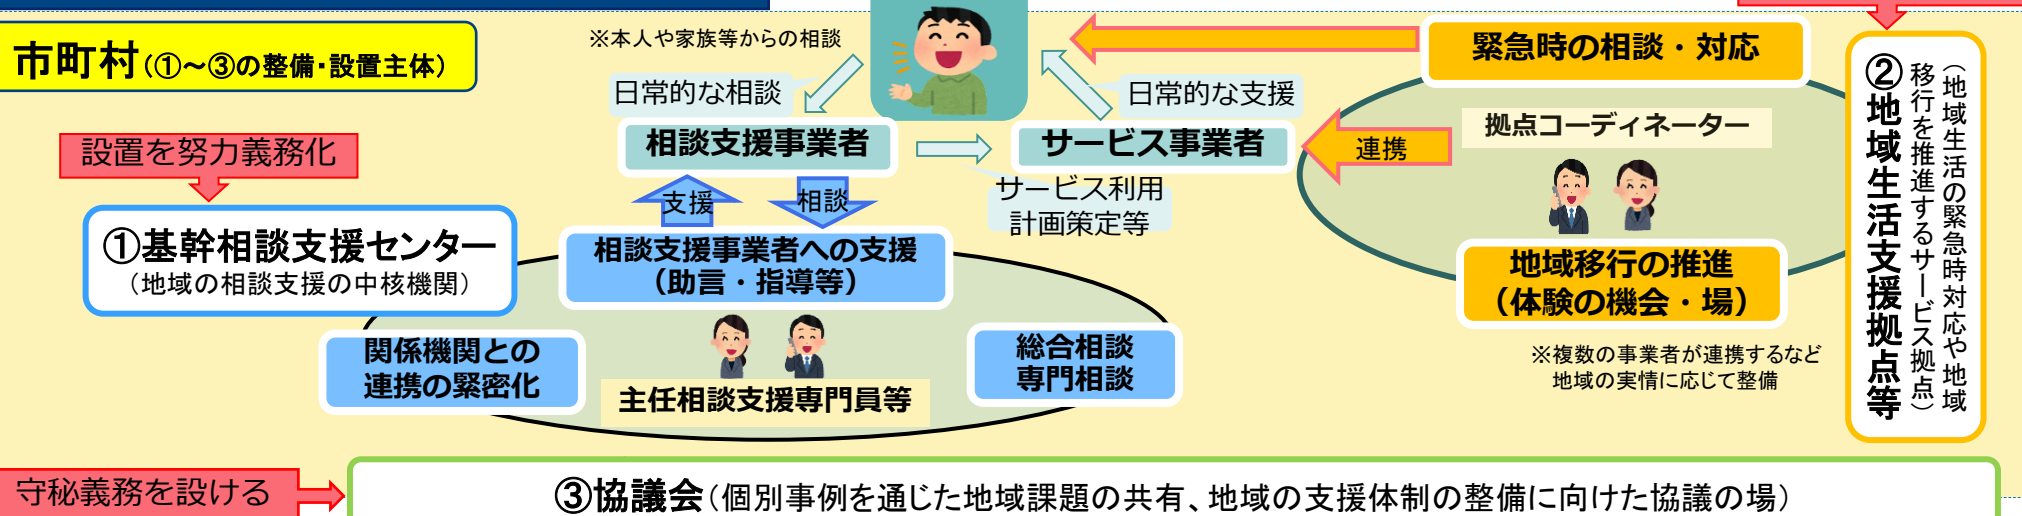 市町村（①～③の整備・設置主体）
※本人や家族等からの相談
日常的な相談
日常的な支援
相談支援事業者
サービス事業者
サービス利用
計画策定等
支援
相談
設置を努力義務化
①基幹相談支援センター
（地域の相談支援の中核機関）
相談支援事業者への支援
（助言・指導等）
関係機関との
連携の緊密化
主任相談支援専門員等
総合相談
専門相談
緊急時の相談・対応
拠点コーディネーター
連携
地域移行の推進
（体験の機会・場）
※複数の事業者が連携するなど
地域の実情に応じて整備
②地域生活支援拠点等
（地域生活の緊急時対応や地域
移行を推進するサービス拠点）
守秘義務を設ける
③協議会（個別事例を通じた地域課題の共有、地域の支援体制の整備に向けた協議の場）